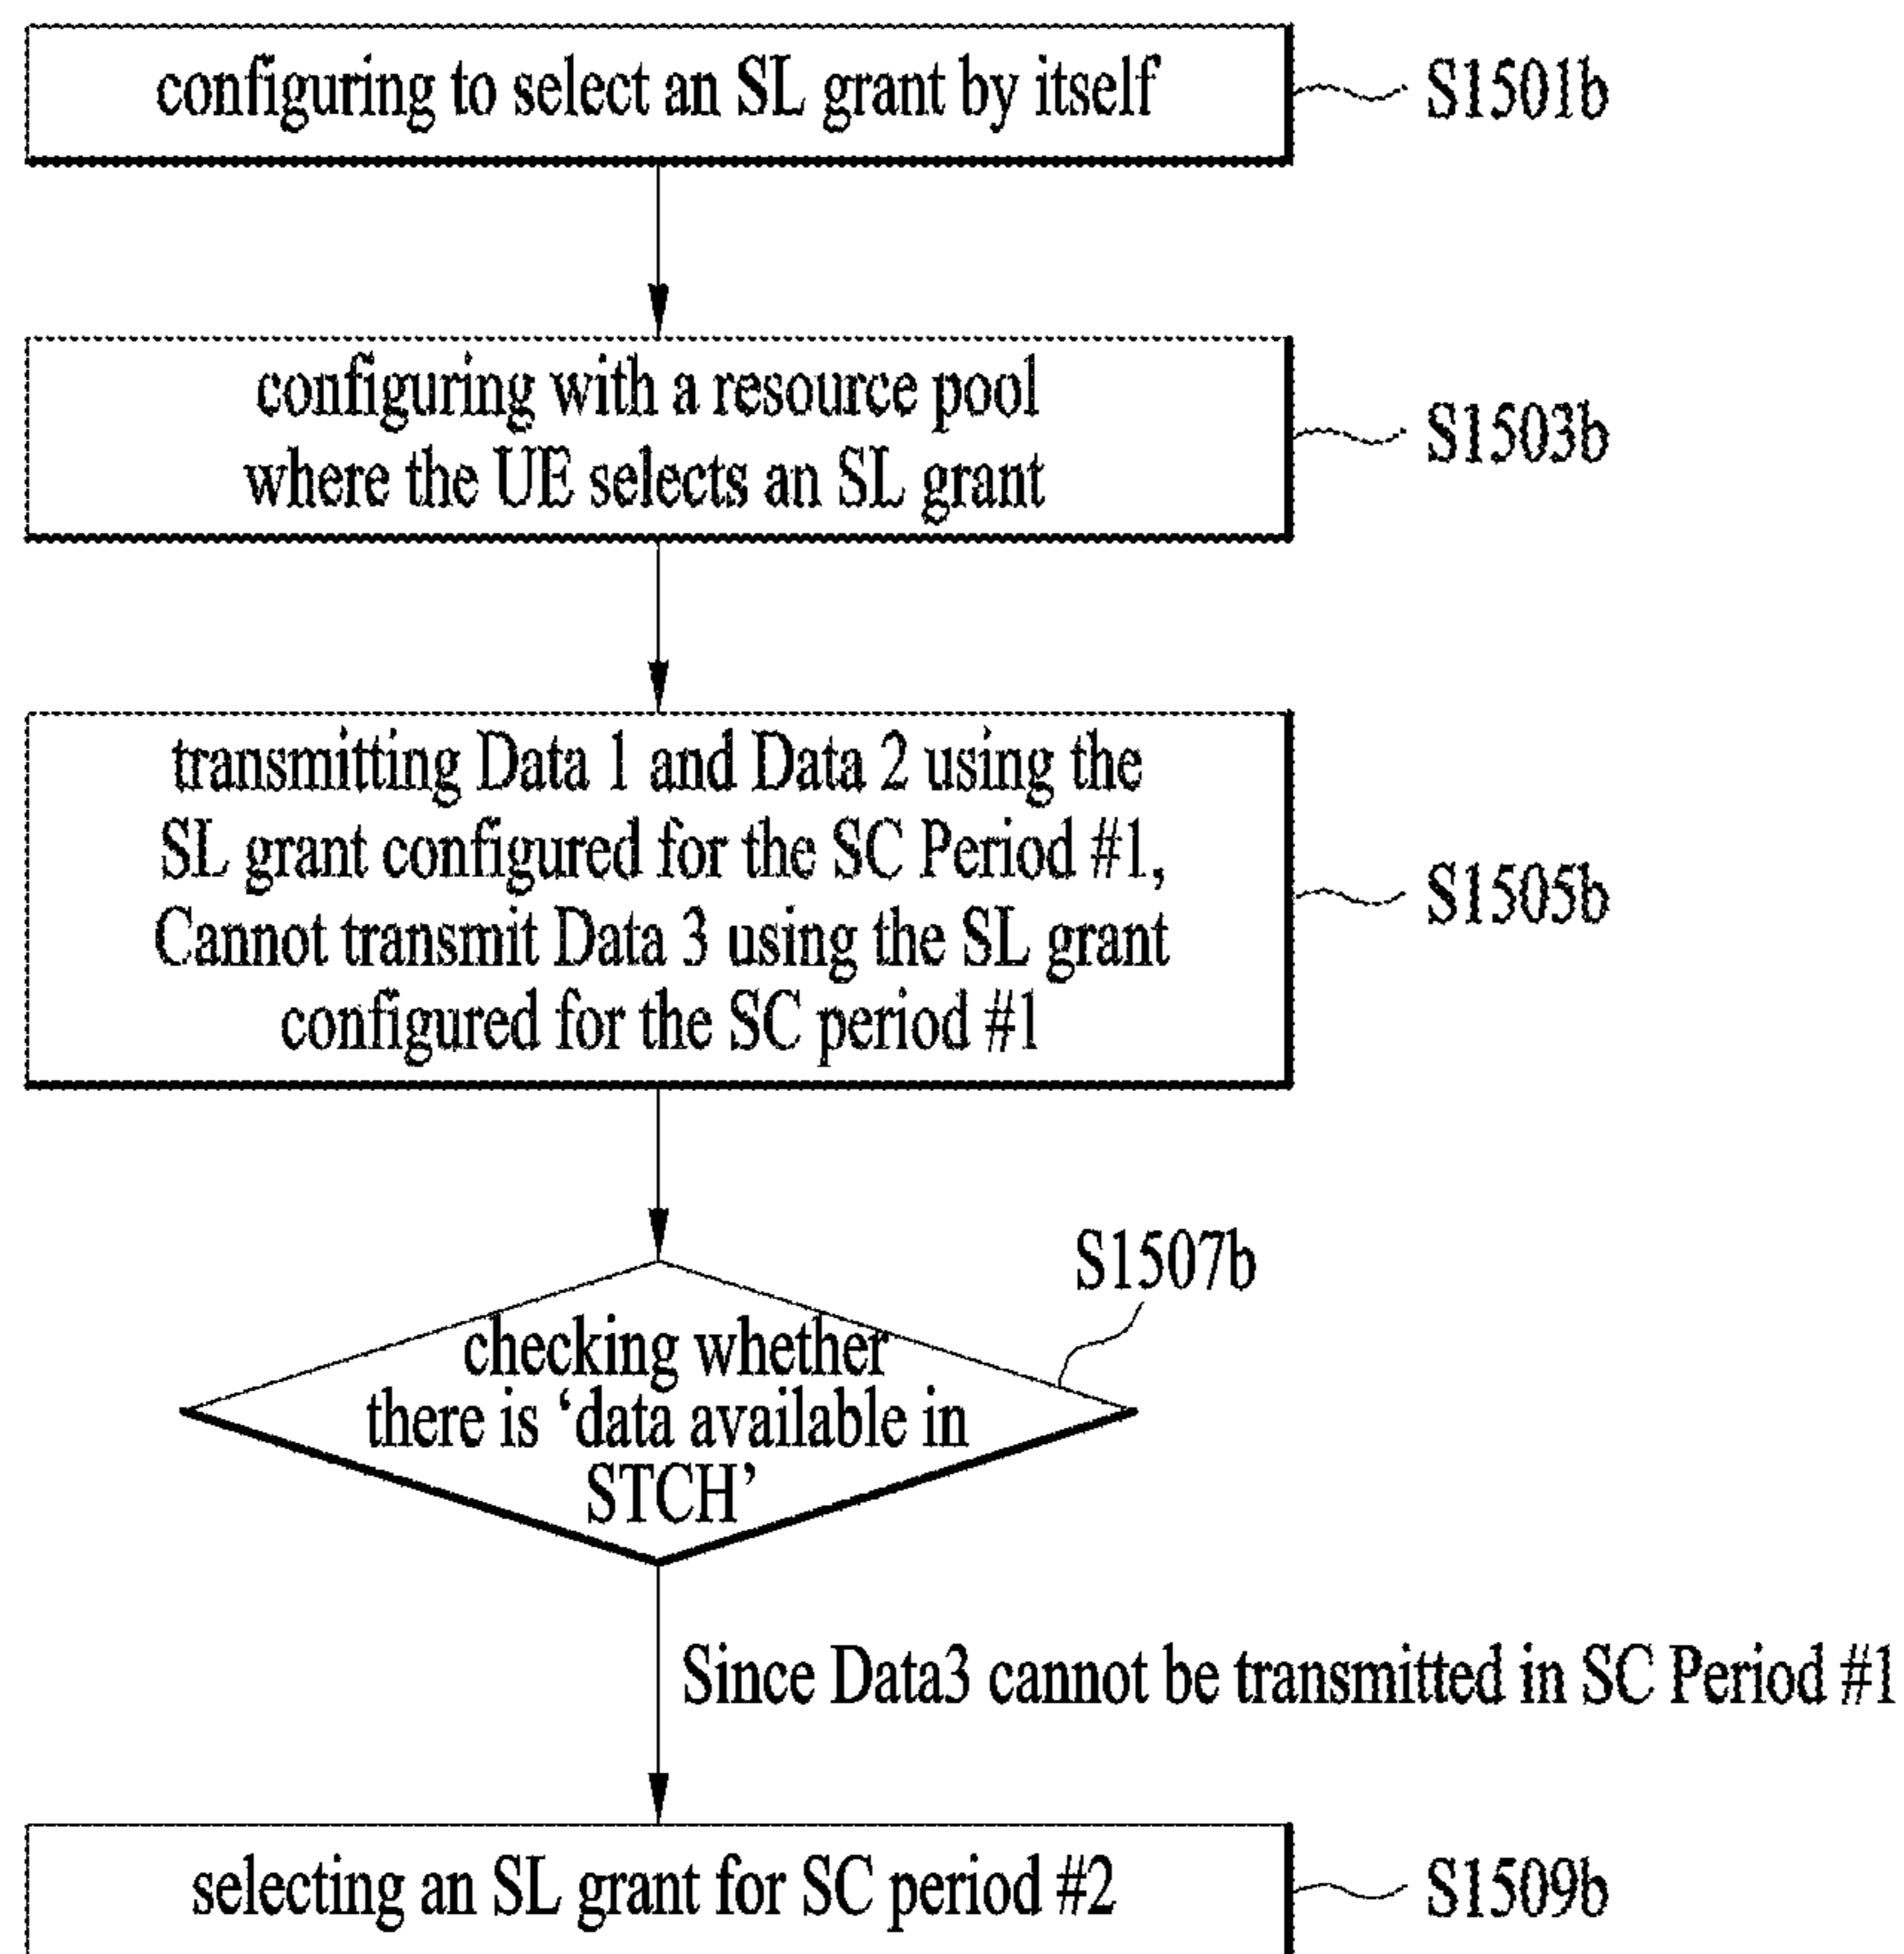 configuring to select an SL grant by itself
S1501b
configuring with a resource pool
where the UE selects an SL grant
S1503b
transmitting Data 1 and Data 2 using the
SL grant configured for the SC Period #1,
Cannot transmit Data 3 using the SL grant
configured for the SC period #1
S1505b
S1507b
checking whether
there is ‘data available in
STCH’
Since Data3 cannot be transmitted in SC Period #1
selecting an SL grant for SC period #2
S1509b